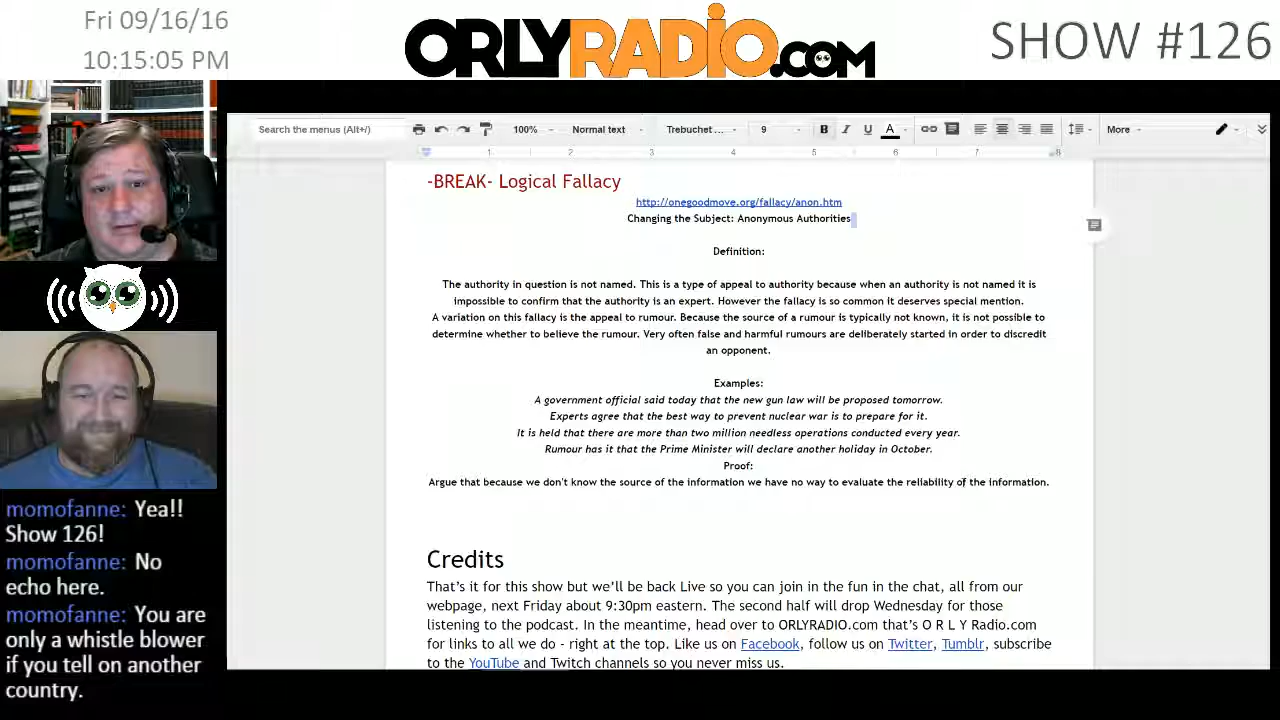 Fri 09/16/16
10:15:05 PM
ORLYRADIO.COM
SHOW #126
Search the menus (Alt+/)
100%
Normal text
Trebuchet ...
9
B I U A
More
1 2 3 4 5 6 7 8
-BREAK- Logical Fallacy
http://onegoodmove.org/fallacy/anon.htm
Changing the Subject: Anonymous Authorities
Definition:
The authority in question is not named. This is a type of appeal to authority because when an authority is not named it is
impossible to confirm that the authority is an expert. However the fallacy is so common it deserves special mention.
A variation on this fallacy is the appeal to rumour. Because the source of a rumour is typically not known, it is not possible to
determine whether to believe the rumour. Very often false and harmful rumours are deliberately started in order to discredit
an opponent.
Examples:
A government official said today that the new gun law will be proposed tomorrow.
Experts agree that the best way to prevent nuclear war is to prepare for it.
It is held that there are more than two million needless operations conducted every year.
Rumour has it that the Prime Minister will declare another holiday in October.
Proof:
Argue that because we don't know the source of the information we have no way to evaluate the reliability of the information.
Credits
That's it for this show but we'll be back Live so you can join in the fun in the chat, all from our
webpage, next Friday about 9:30pm eastern. The second half will drop Wednesday for those
listening to the podcast. In the meantime, head over to ORLYRADIO.com that's O R L Y Radio.com
for links to all we do - right at the top. Like us on Facebook, follow us on Twitter, Tumblr, subscribe
to the YouTube and Twitch channels so you never miss us.
momofanne: Yea!!
Show 126!
momofanne: No
echo here.
momofanne: You are
only a whistle blower
if you tell on another
country.